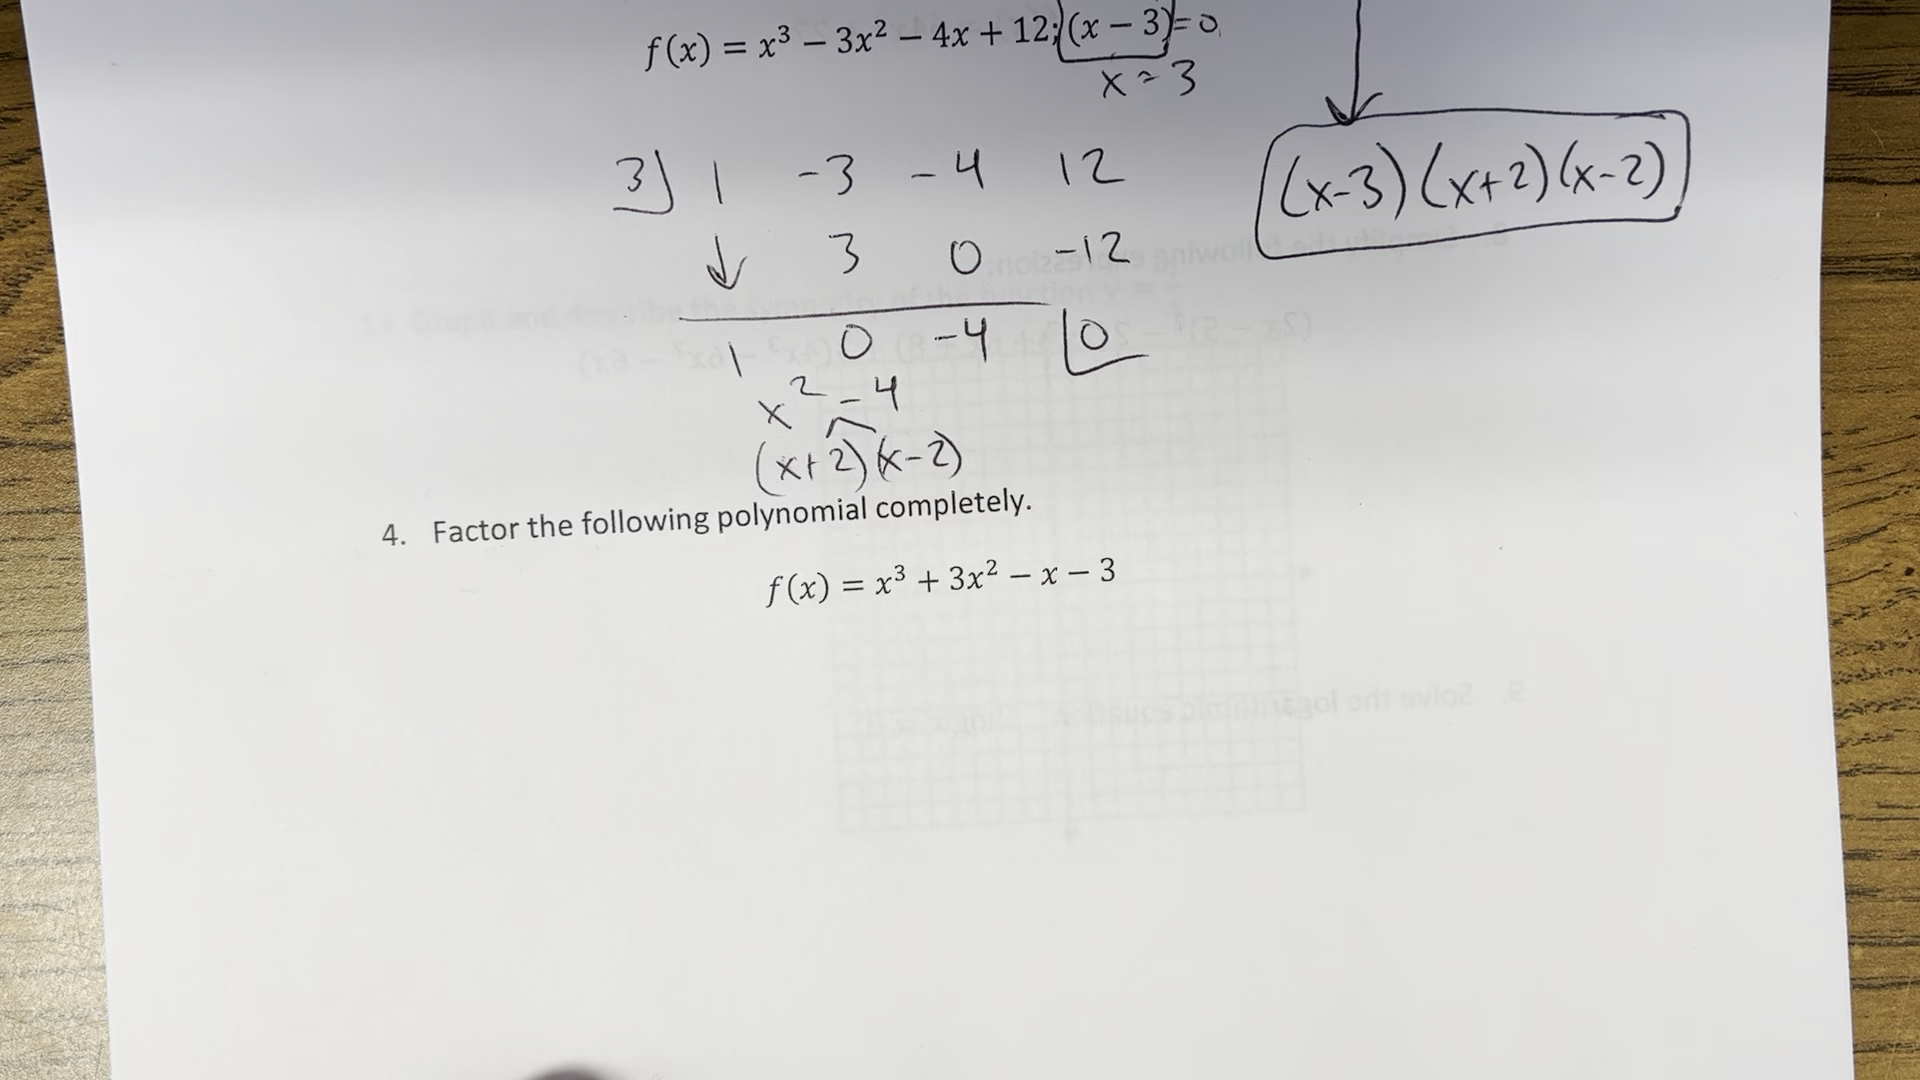 f(x) = x³ − 3x² − 4x + 12; (x − 3) = 0
x = 3
3 1 -3 -4 12
(x-3)(x+2)(x-2)
3 0 -12
1 0 -4 0
x² - 4
(x+2)(x-2)
4. Factor the following polynomial completely.
f(x) = x³ + 3x² − x − 3